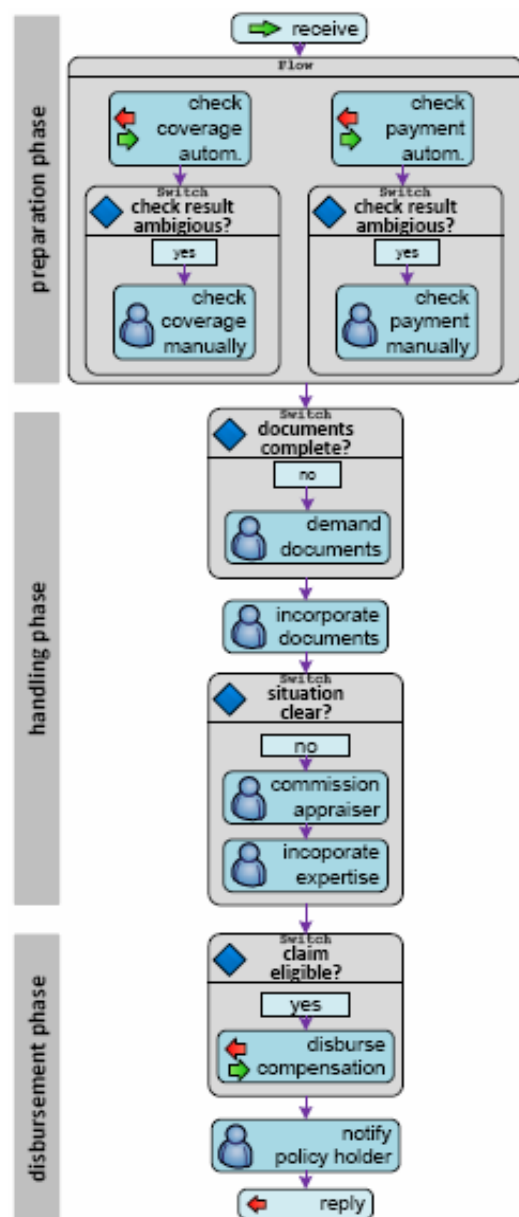 preparation phase
receive
Flow
check
coverage
autom.
check
payment
autom.
Switch
check result
ambigious?
yes
check
coverage
manually
Switch
check result
ambigious?
yes
check
payment
manually
handling phase
Switch
documents
complete?
no
demand
documents
incorporate
documents
Switch
situation
clear?
no
commission
appraiser
incoporate
expertise
disbursement phase
Switch
claim
eligible?
yes
disburse
compensation
notify
policy holder
reply